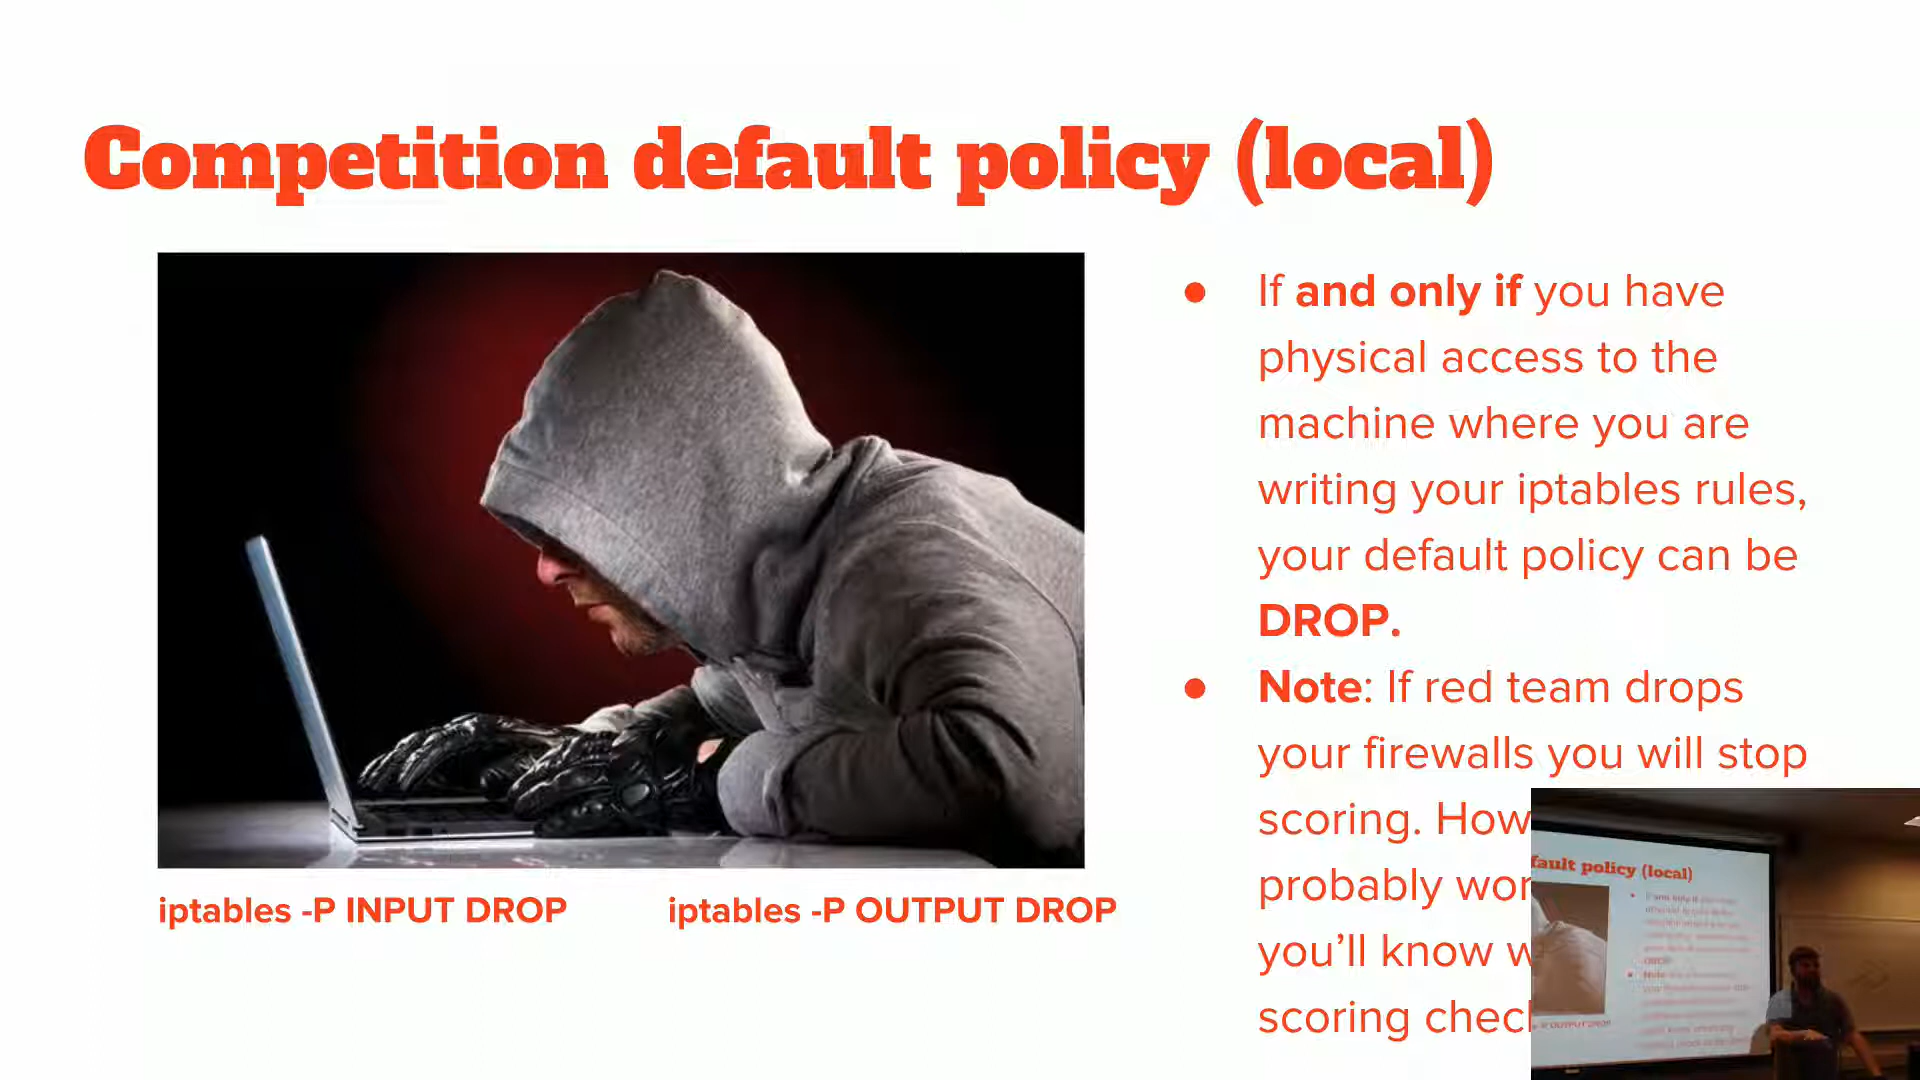 Competition default policy (local)
● If and only if you have
physical access to the
machine where you are
writing your iptables rules,
your default policy can be
DROP.
● Note: If red team drops
your firewalls you will stop
scoring. How
probably wor
you’ll know w
scoring chec
iptables -P INPUT DROP
iptables -P OUTPUT DROP
fault policy (local)